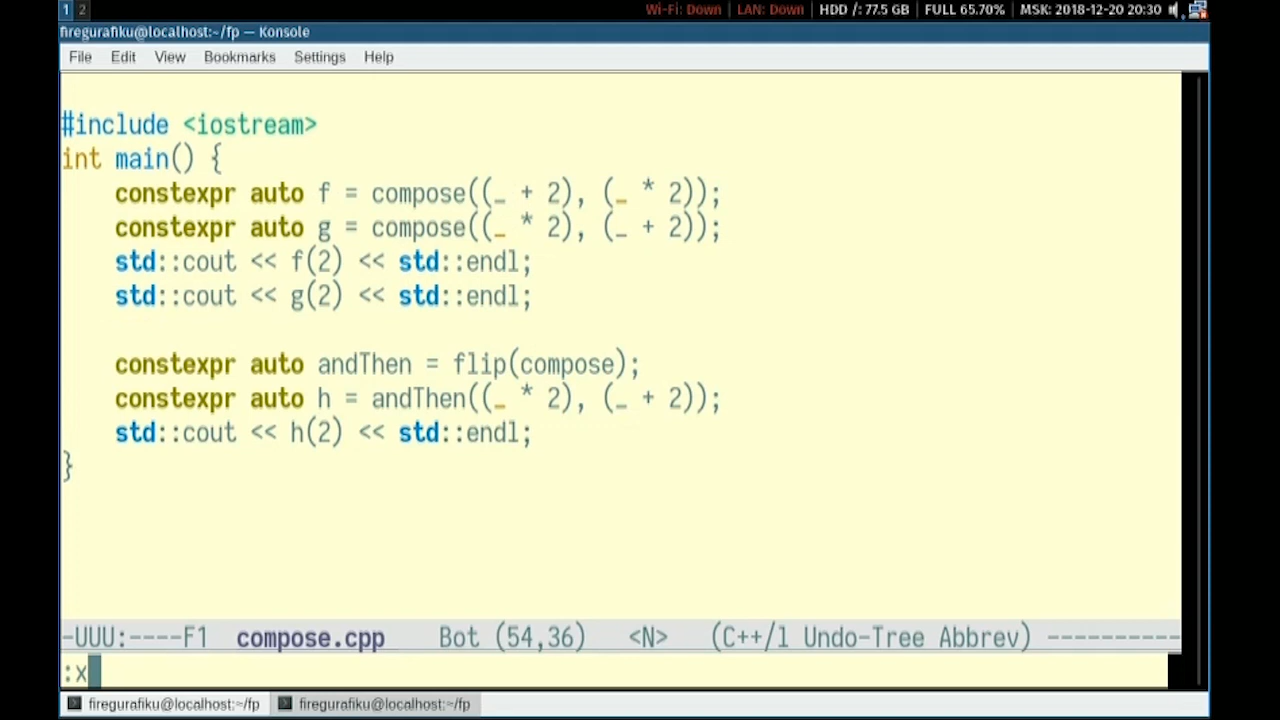 1 2 Wi-Fi: Down | LAN: Down | HDD /: 77.5 GB | FULL 65.70% | MSK: 2018-12-20 20:30
firegurafiku@localhost:~/fp — Konsole
File Edit View Bookmarks Settings Help
#include <iostream>
int main() {
    constexpr auto f = compose((_ + 2), (_ * 2));
    constexpr auto g = compose((_ * 2), (_ + 2));
    std::cout << f(2) << std::endl;
    std::cout << g(2) << std::endl;
    constexpr auto andThen = flip(compose);
    constexpr auto h = andThen((_ * 2), (_ + 2));
    std::cout << h(2) << std::endl;
}
-UUU:----F1  compose.cpp    Bot (54,36)   <N>   (C++/l Undo-Tree Abbrev) ----------
:x
firegurafiku@localhost:~/fp firegurafiku@localhost:~/fp